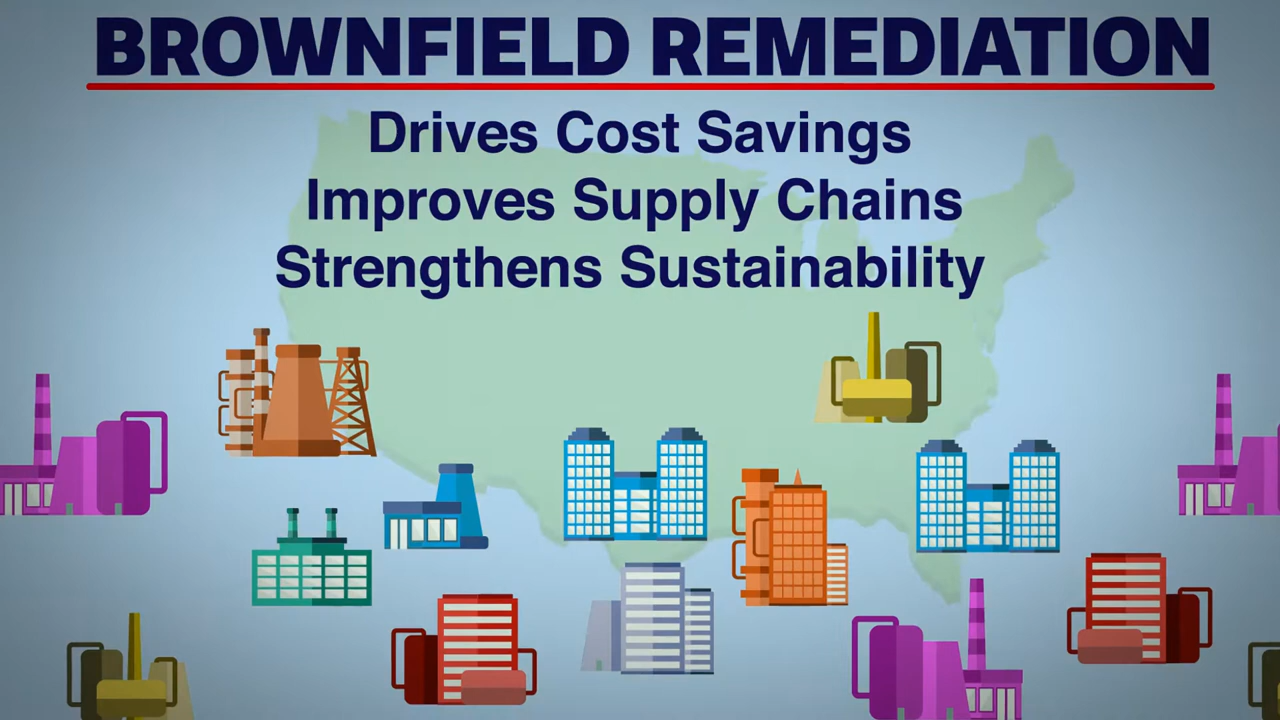 BROWNFIELD REMEDIATION
Drives Cost Savings
Improves Supply Chains
Strengthens Sustainability